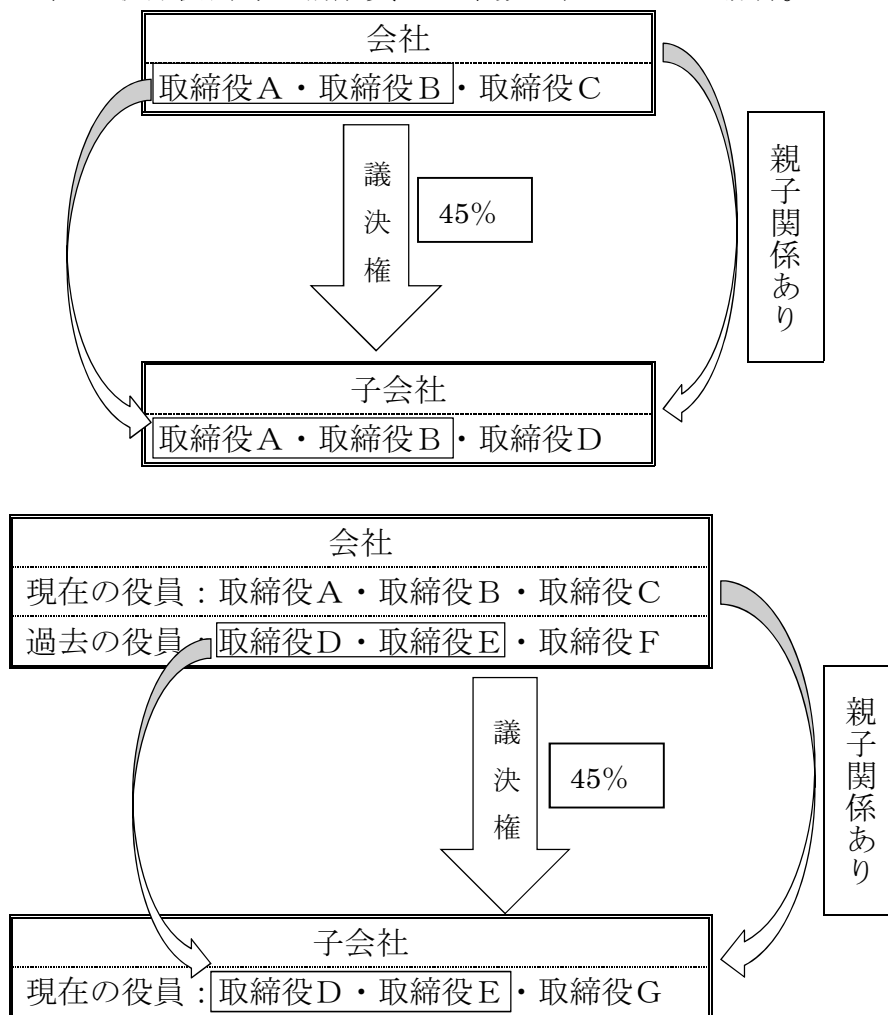 会社
取締役A・取締役B・取締役C
議決権
45%
親子関係あり
子会社
取締役A・取締役B・取締役D
会社
現在の役員：取締役A・取締役B・取締役C
過去の役員：取締役D・取締役E・取締役F
議決権
45%
親子関係あり
子会社
現在の役員：取締役D・取締役E・取締役G